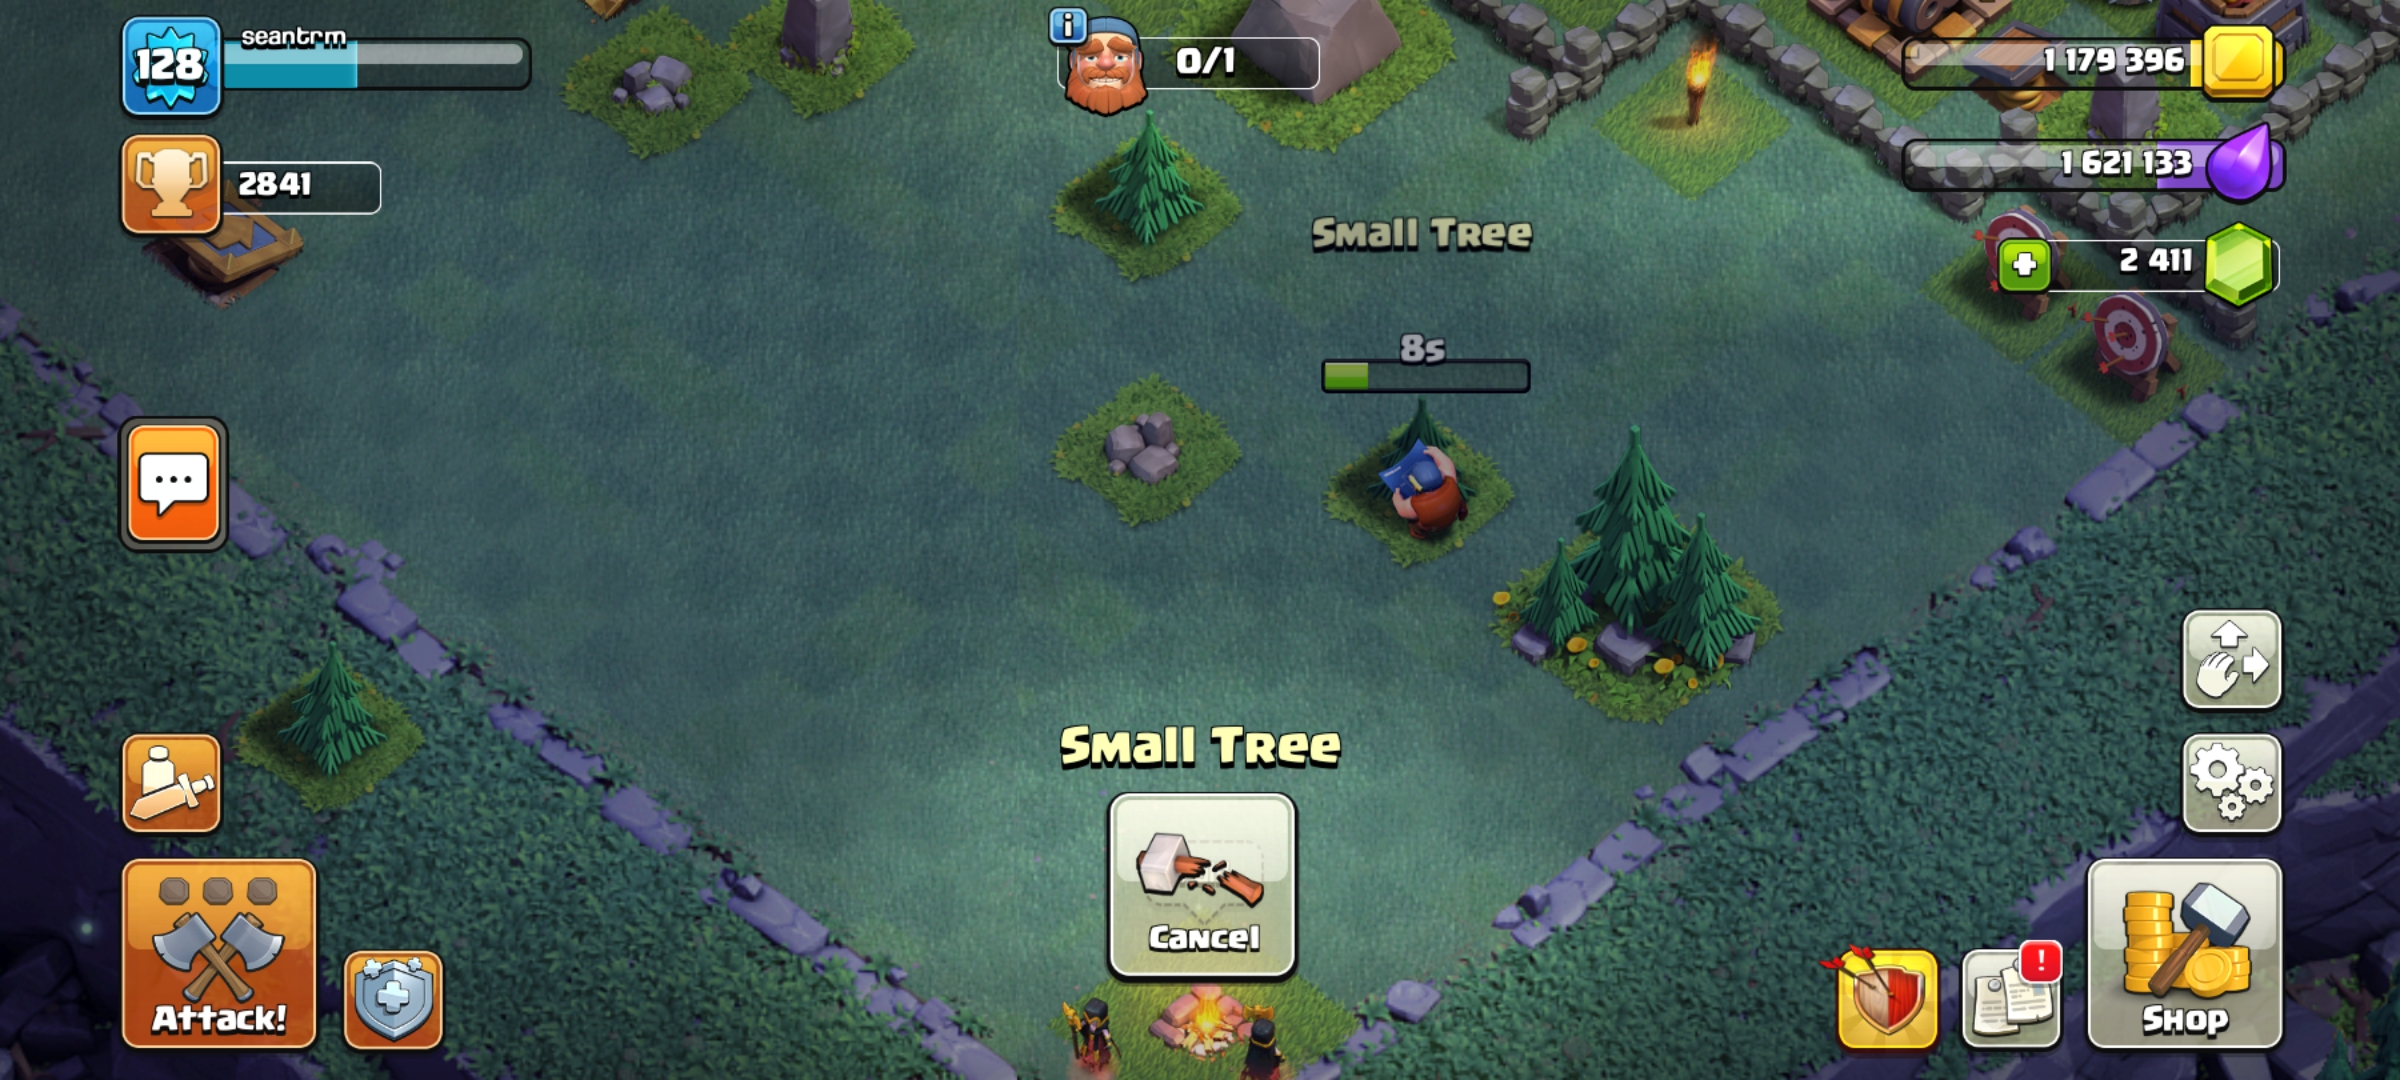 128
seantrm
i
0/1
1 179 396
1 621 133
2841
Small Tree
2 411
8s
Small Tree
Cancel
Attack!
!
Shop